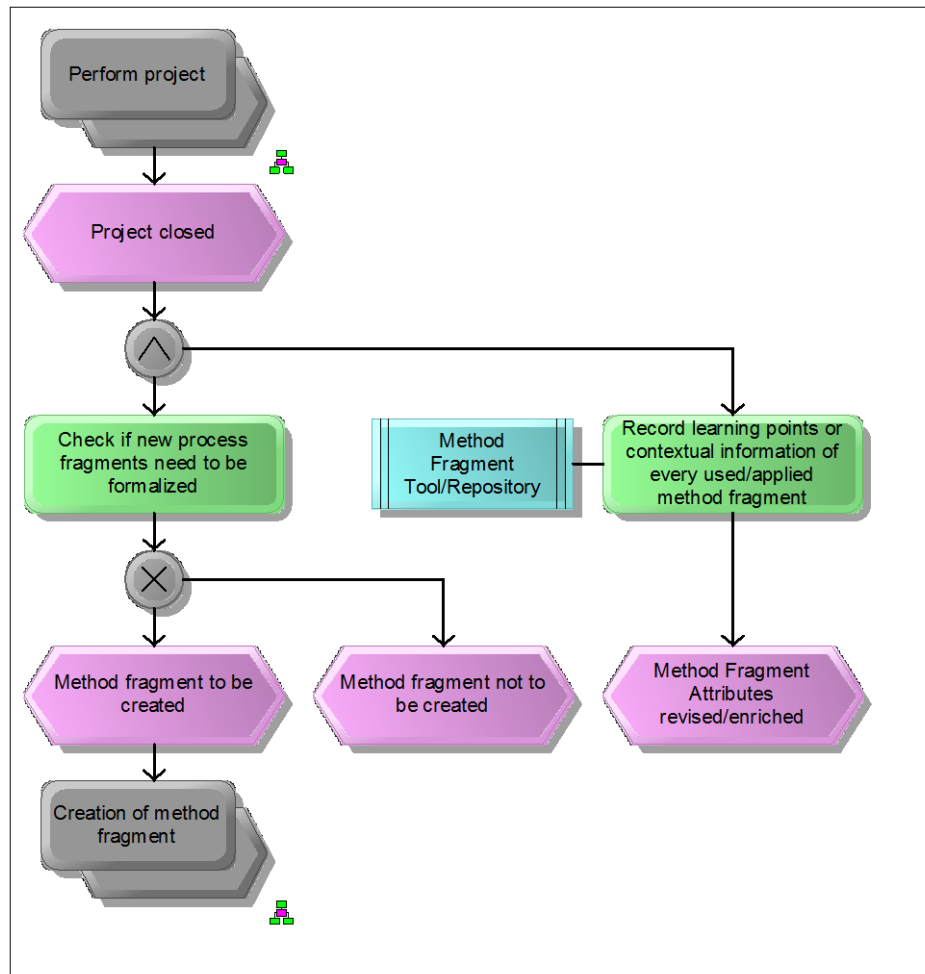 Perform project
Project closed
Check if new process
fragments need to be
formalized
Method
Fragment
Tool/Repository
Record learning points or
contextual information of
every used/applied
method fragment
Method fragment to be
created
Method fragment not to
be created
Method Fragment
Attributes
revised/enriched
Creation of method
fragment